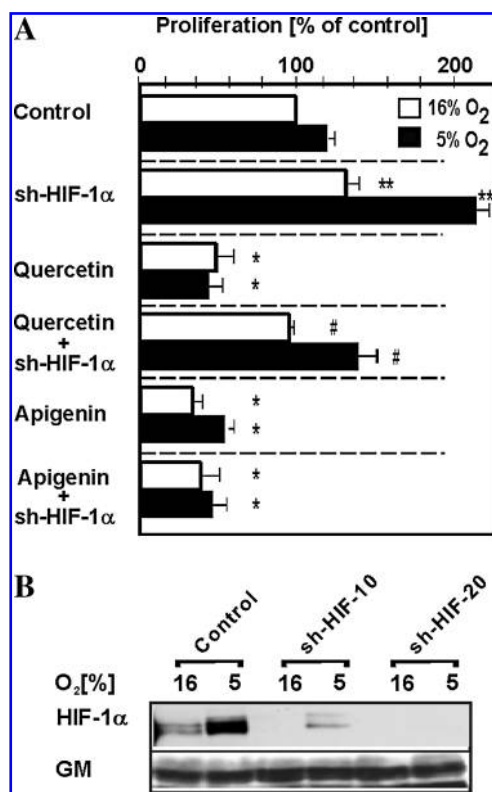 A
Proliferation [% of control]
0 100 200
Control
16% O2
5% O2
sh-HIF-1α
**
**
Quercetin
*
*
Quercetin
+
sh-HIF-1α
#
#
Apigenin
*
*
Apigenin
+
sh-HIF-1α
*
*
B
Control sh-HIF-10 sh-HIF-20
O2[%] 16 5 16 5 16 5
HIF-1α
GM